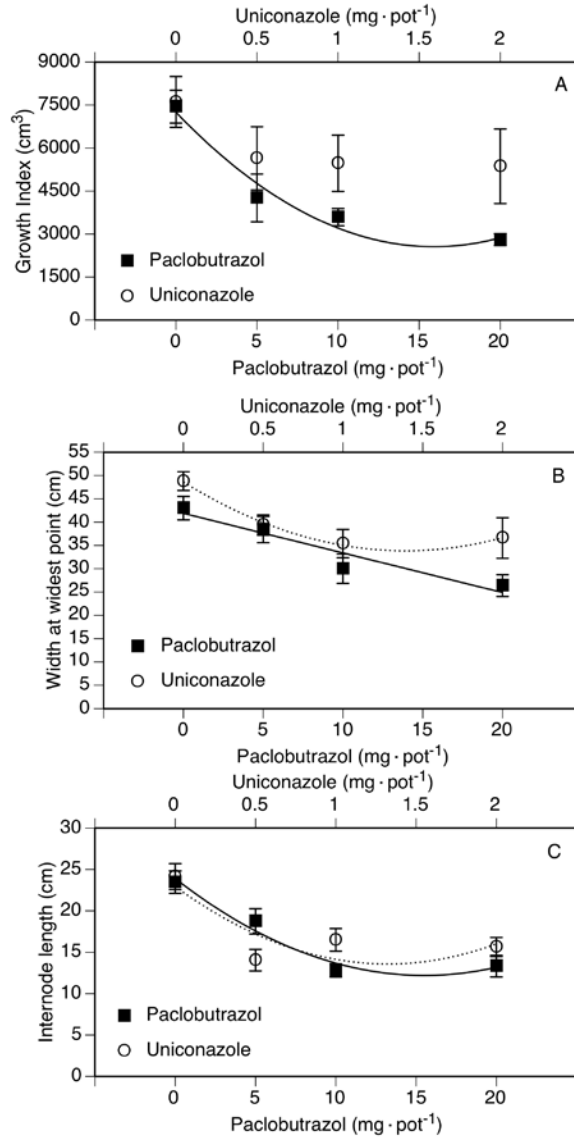 Uniconazole (mg·pot⁻¹)
0 0.5 1 1.5 2
A
9000
7500
6000
4500
3000
1500
0
Growth Index (cm³)
Paclobutrazol
Uniconazole
0 5 10 15 20
Paclobutrazol (mg·pot⁻¹)
Uniconazole (mg·pot⁻¹)
0 0.5 1 1.5 2
B
55
50
45
40
35
30
25
20
15
10
5
0
Width at widest point (cm)
Paclobutrazol
Uniconazole
0 5 10 15 20
Paclobutrazol (mg·pot⁻¹)
Uniconazole (mg·pot⁻¹)
0 0.5 1 1.5 2
C
30
25
20
15
10
5
0
Internode length (cm)
Paclobutrazol
Uniconazole
0 5 10 15 20
Paclobutrazol (mg·pot⁻¹)